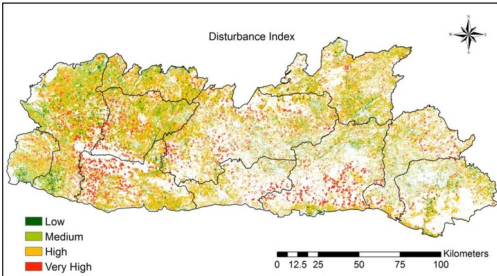 Disturbance Index
N
Low
Medium
High
Very High
Kilometers
0 12.5 25 50 75 100